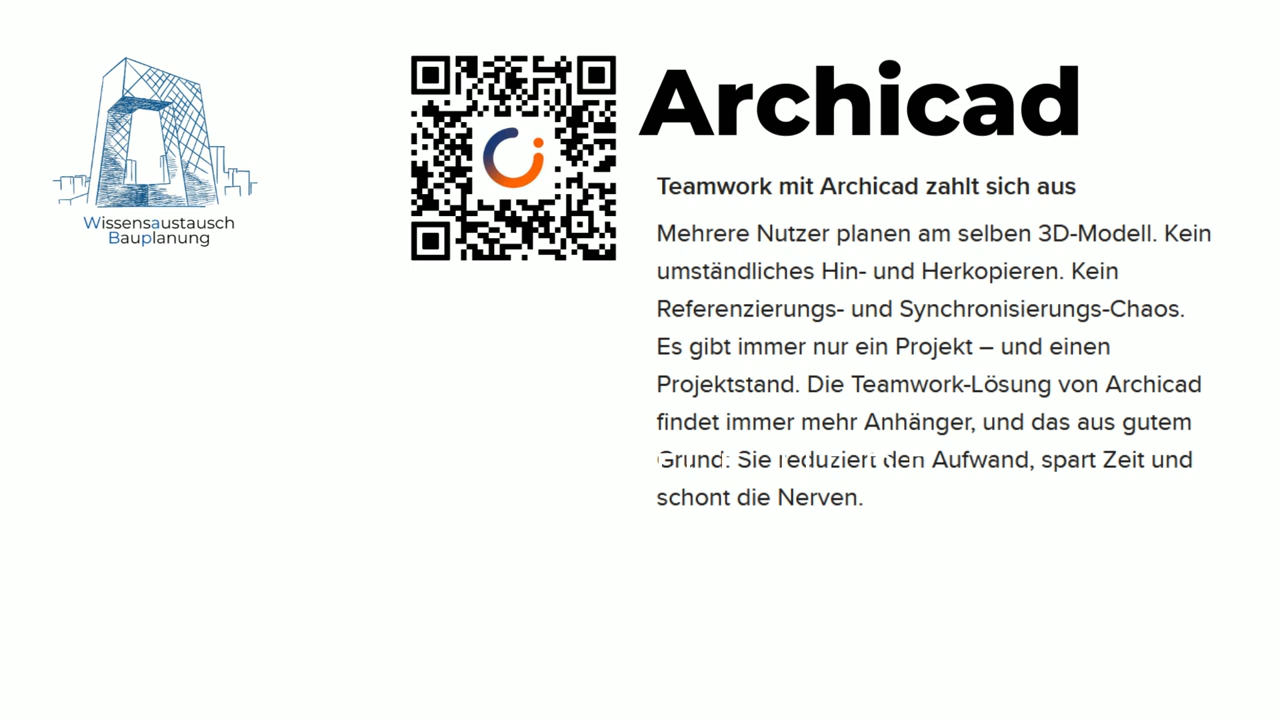 Wissensaustausch
Bauplanung
Archicad
Teamwork mit Archicad zahlt sich aus
Mehrere Nutzer planen am selben 3D-Modell. Kein
umständliches Hin- und Herkopieren. Kein
Referenzierungs- und Synchronisierungs-Chaos.
Es gibt immer nur ein Projekt – und einen
Projektstand. Die Teamwork-Lösung von Archicad
findet immer mehr Anhänger, und das aus gutem
Grund: Sie reduziert den Aufwand, spart Zeit und
schont die Nerven.